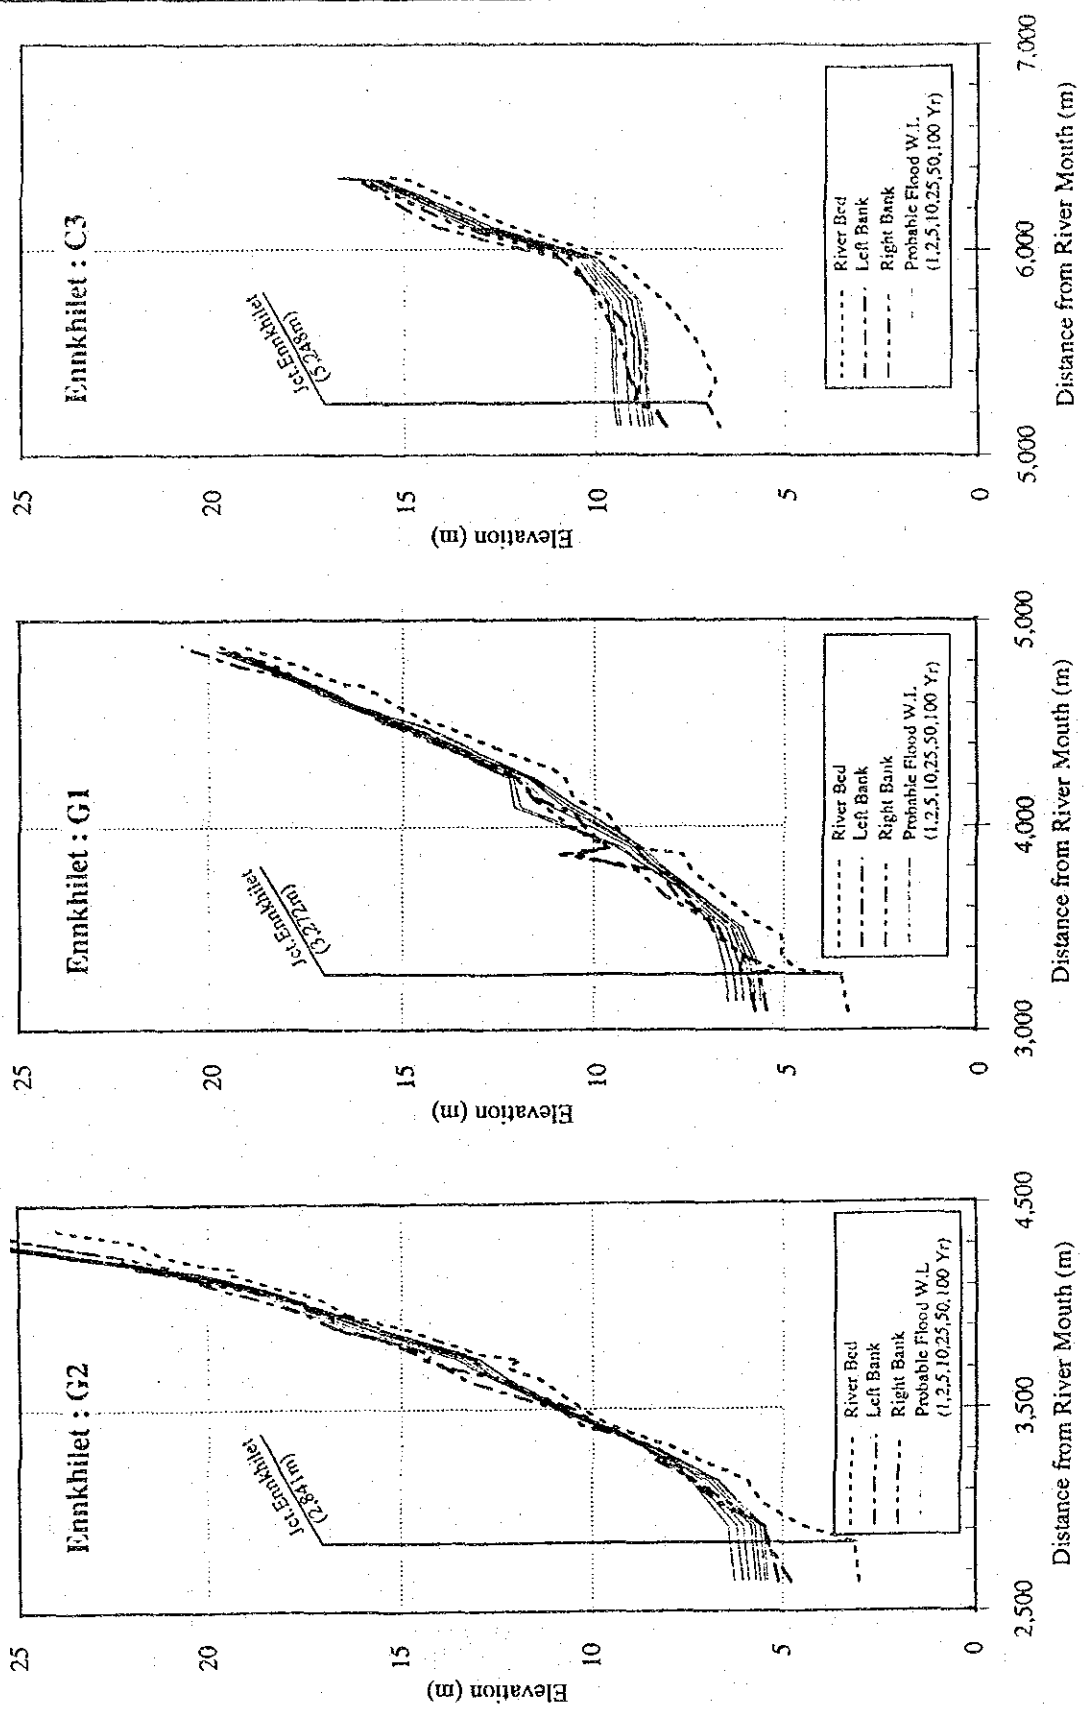 Ennkhilet : G2
Elevation (m)
25
20
15
10
5
0
Jct.Ennkhilet
(2,841m)
River Bed
Left Bank
Right Bank
Probable Flood W.L
(1,2,5,10,25,50,100 Yr)
2,500
3,500
4,500
Distance from River Mouth (m)
Ennkhilet : G1
Elevation (m)
25
20
15
10
5
0
Jct.Ennkhilet
(3,272m)
River Bed
Left Bank
Right Bank
Probable Flood W.L
(1,2,5,10,25,50,100 Yr)
3,000
4,000
5,000
Distance from River Mouth (m)
Ennkhilet : C3
Elevation (m)
25
20
15
10
5
0
Jct.Ennkhilet
(5,248m)
River Bed
Left Bank
Right Bank
Probable Flood W.L.
(1,2,5,10,25,50,100 Yr)
5,000
6,000
7,000
Distance from River Mouth (m)